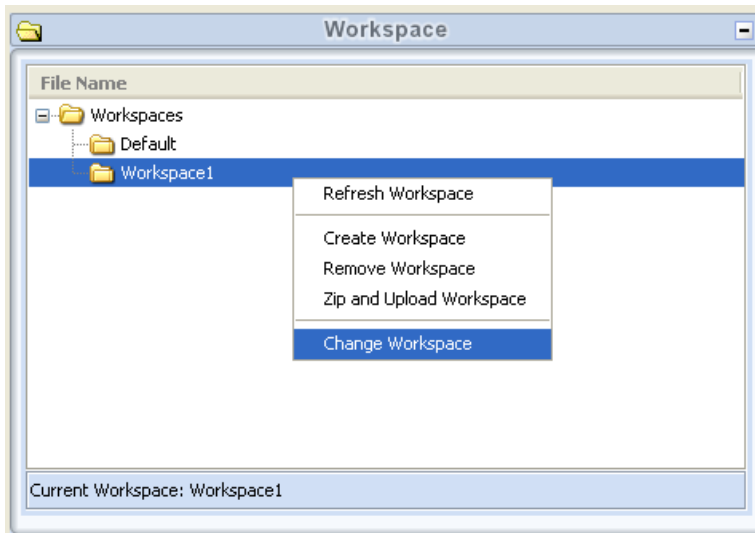 Workspace
File Name
Workspaces
Default
Workspace1
Refresh Workspace
Create Workspace
Remove Workspace
Zip and Upload Workspace
Change Workspace
Current Workspace: Workspace1